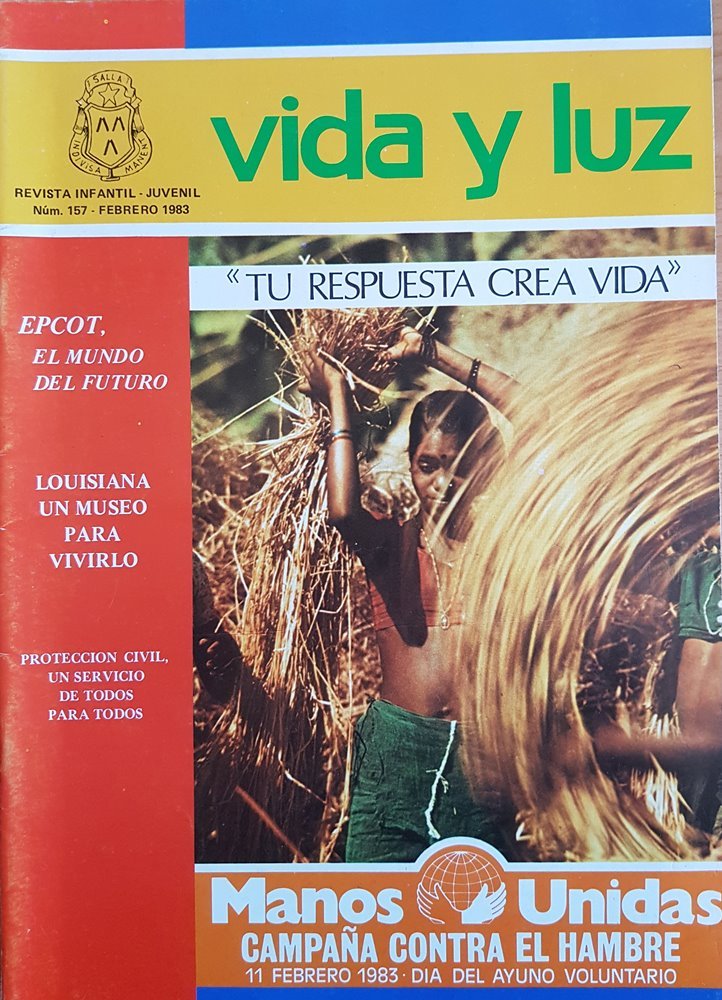 SALLA
INDIVISA MANENT
vida y luz
REVISTA INFANTIL - JUVENIL
Núm. 157 - FEBRERO 1983
«TU RESPUESTA CREA VIDA»
EPCOT,
EL MUNDO
DEL FUTURO
LOUISIANA
UN MUSEO
PARA
VIVIRLO
PROTECCION CIVIL,
UN SERVICIO
DE TODOS
PARA TODOS
Manos Unidas
CAMPAÑA CONTRA EL HAMBRE
11 FEBRERO 1983 · DIA DEL AYUNO VOLUNTARIO